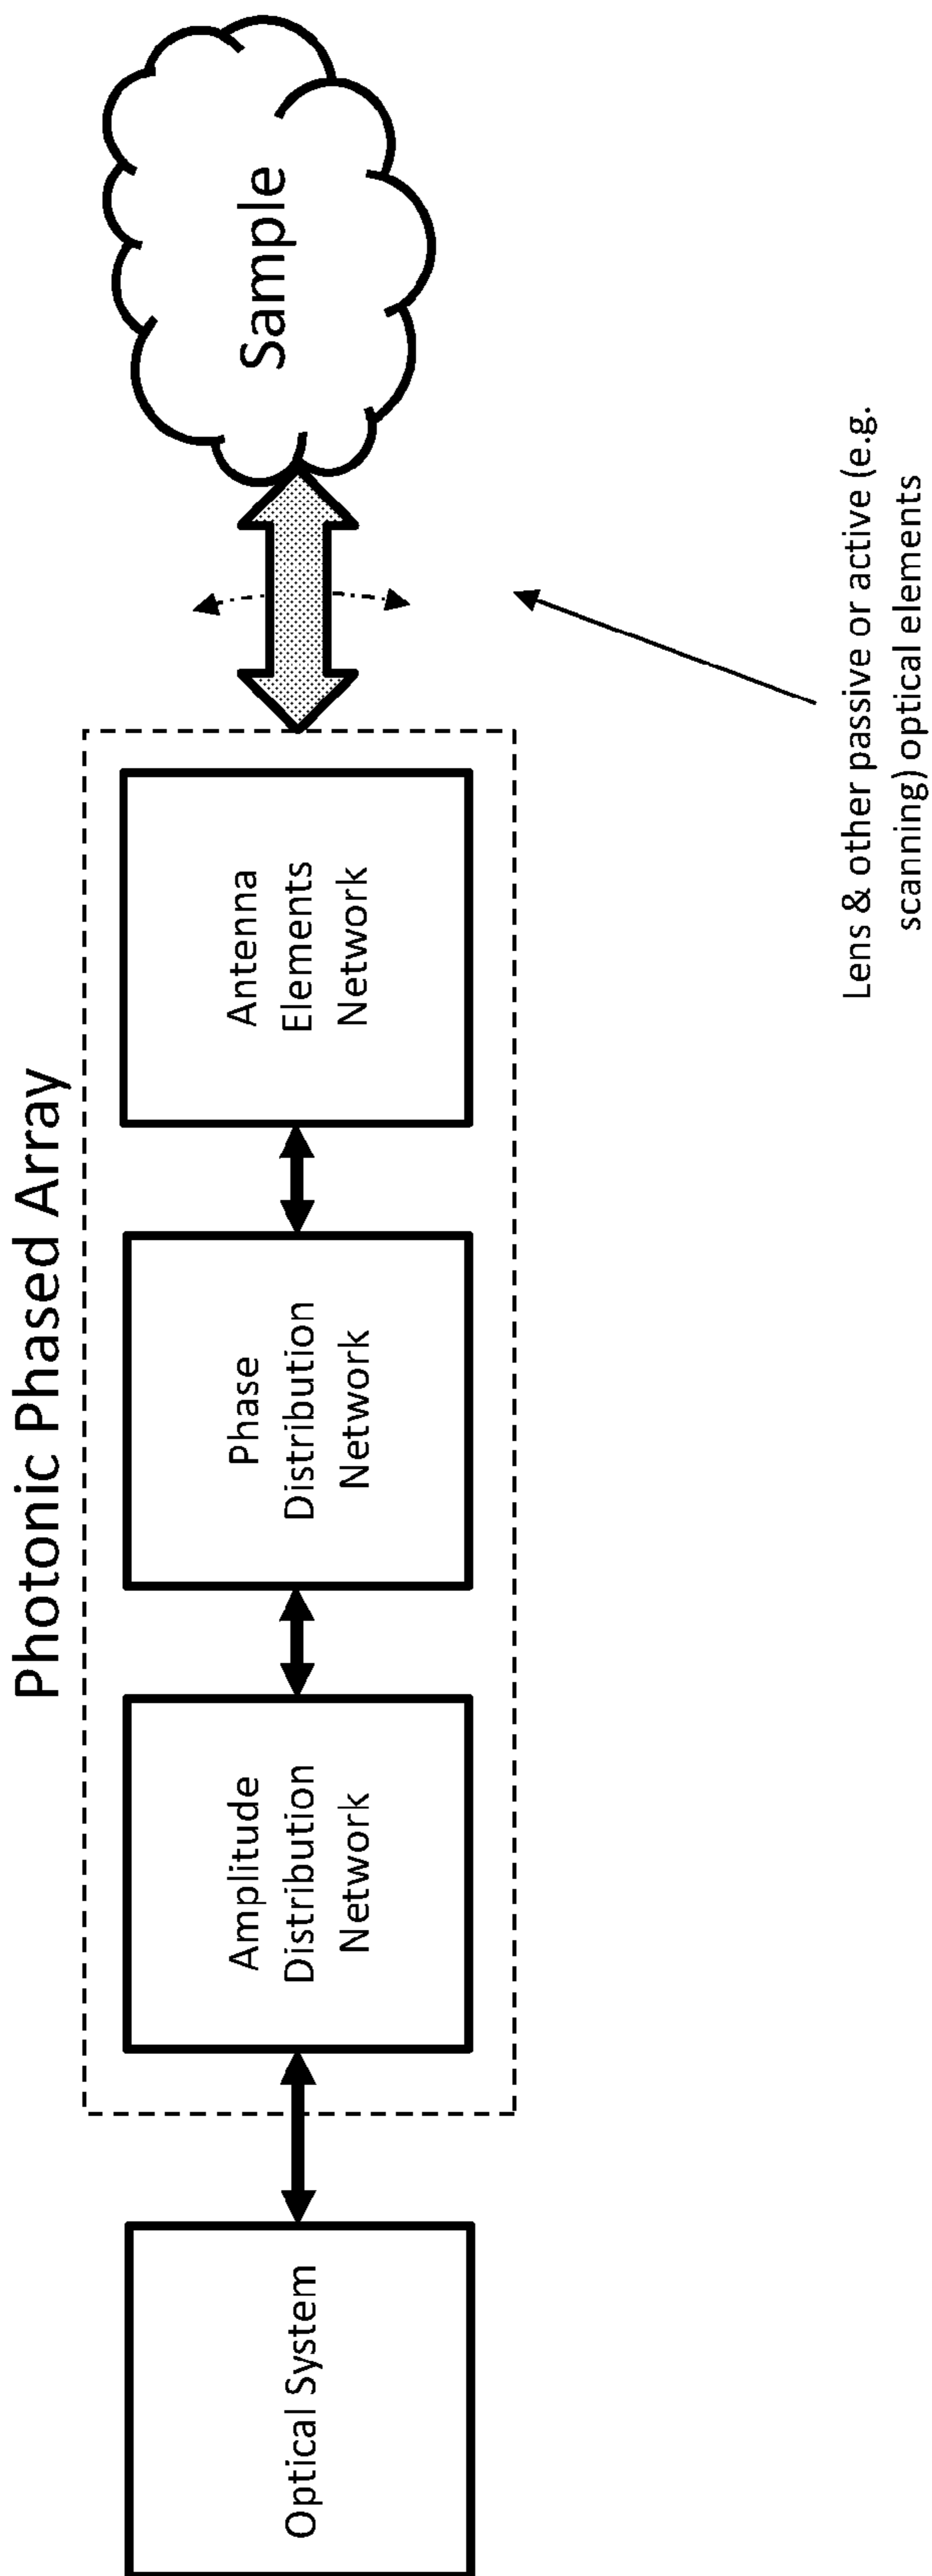 Photonic Phased Array
Optical System
Amplitude
Distribution
Network
Phase
Distribution
Network
Antenna
Elements
Network
Sample
Lens & other passive or active (e.g.
scanning) optical elements